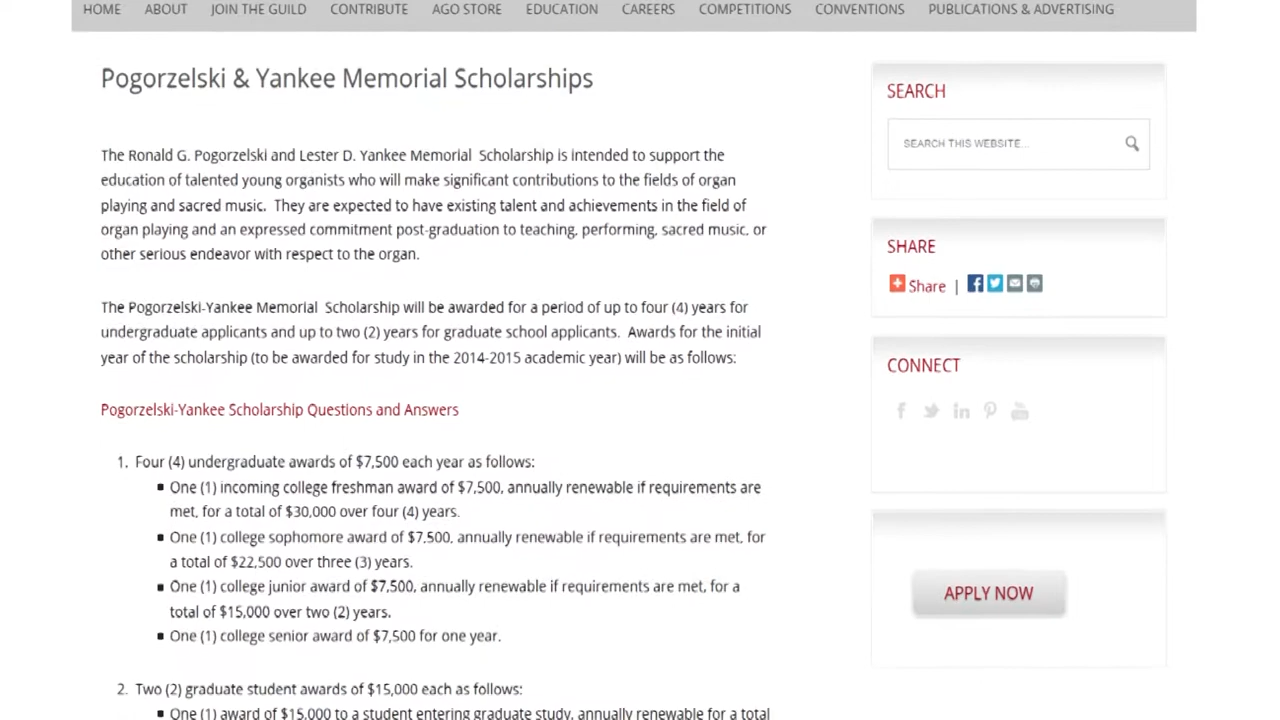 HOME ABOUT JOIN THE GUILD CONTRIBUTE AGO STORE EDUCATION CAREERS COMPETITIONS CONVENTIONS PUBLICATIONS & ADVERTISING
Pogorzelski & Yankee Memorial Scholarships
The Ronald G. Pogorzelski and Lester D. Yankee Memorial Scholarship is intended to support the
education of talented young organists who will make significant contributions to the fields of organ
playing and sacred music. They are expected to have existing talent and achievements in the field of
organ playing and an expressed commitment post-graduation to teaching, performing, sacred music, or
other serious endeavor with respect to the organ.
The Pogorzelski-Yankee Memorial Scholarship will be awarded for a period of up to four (4) years for
undergraduate applicants and up to two (2) years for graduate school applicants. Awards for the initial
year of the scholarship (to be awarded for study in the 2014-2015 academic year) will be as follows:
Pogorzelski-Yankee Scholarship Questions and Answers
1. Four (4) undergraduate awards of $7,500 each year as follows:
▪ One (1) incoming college freshman award of $7,500, annually renewable if requirements are
met, for a total of $30,000 over four (4) years.
▪ One (1) college sophomore award of $7,500, annually renewable if requirements are met, for
a total of $22,500 over three (3) years.
▪ One (1) college junior award of $7,500, annually renewable if requirements are met, for a
total of $15,000 over two (2) years.
▪ One (1) college senior award of $7,500 for one year.
2. Two (2) graduate student awards of $15,000 each as follows:
▪ One (1) award of $15,000 to a student entering graduate study, annually renewable for a total
SEARCH
SEARCH THIS WEBSITE...
SHARE
Share |
CONNECT
APPLY NOW